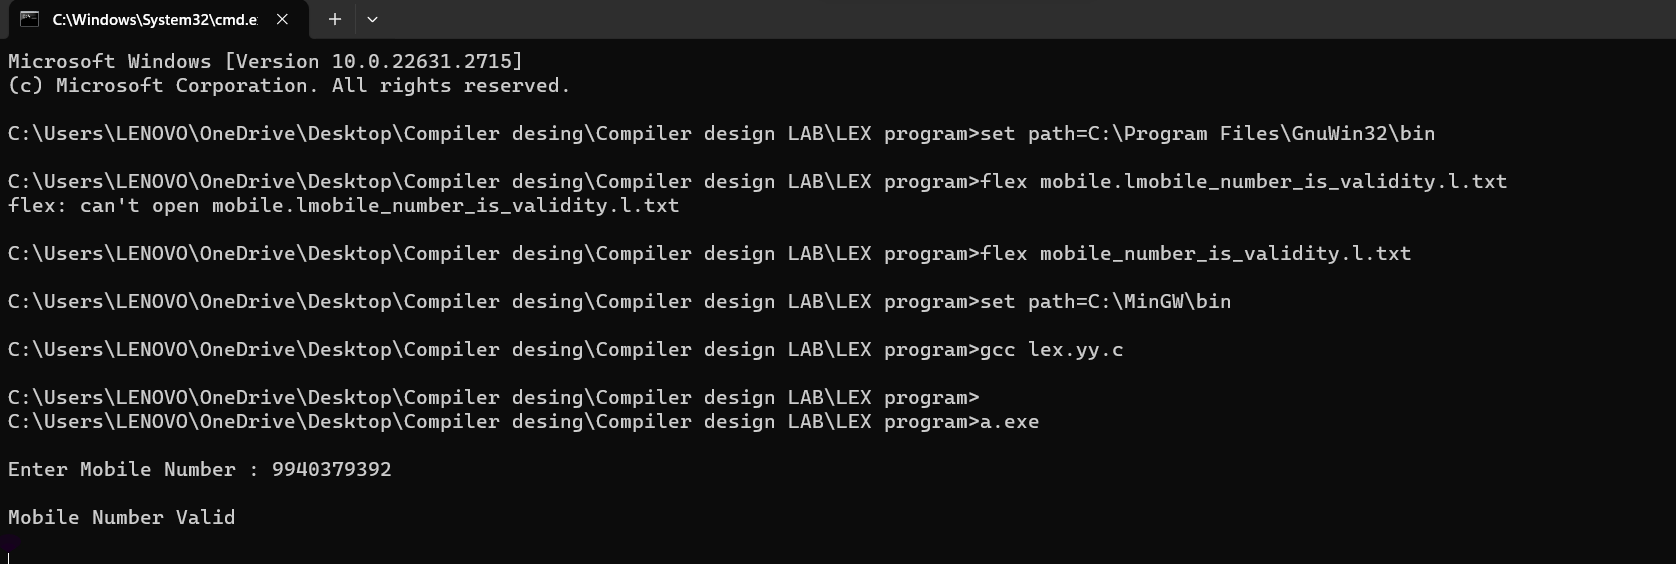 C:\Windows\System32\cmd.e
Microsoft Windows [Version 10.0.22631.2715]
(c) Microsoft Corporation. All rights reserved.
C:\Users\LENOVO\OneDrive\Desktop\Compiler desing\Compiler design LAB\LEX program>set path=C:\Program Files\GnuWin32\bin
C:\Users\LENOVO\OneDrive\Desktop\Compiler desing\Compiler design LAB\LEX program>flex mobile.lmobile_number_is_validity.l.txt
flex: can't open mobile.lmobile_number_is_validity.l.txt
C:\Users\LENOVO\OneDrive\Desktop\Compiler desing\Compiler design LAB\LEX program>flex mobile_number_is_validity.l.txt
C:\Users\LENOVO\OneDrive\Desktop\Compiler desing\Compiler design LAB\LEX program>set path=C:\MinGW\bin
C:\Users\LENOVO\OneDrive\Desktop\Compiler desing\Compiler design LAB\LEX program>gcc lex.yy.c
C:\Users\LENOVO\OneDrive\Desktop\Compiler desing\Compiler design LAB\LEX program>
C:\Users\LENOVO\OneDrive\Desktop\Compiler desing\Compiler design LAB\LEX program>a.exe
Enter Mobile Number : 9940379392
Mobile Number Valid